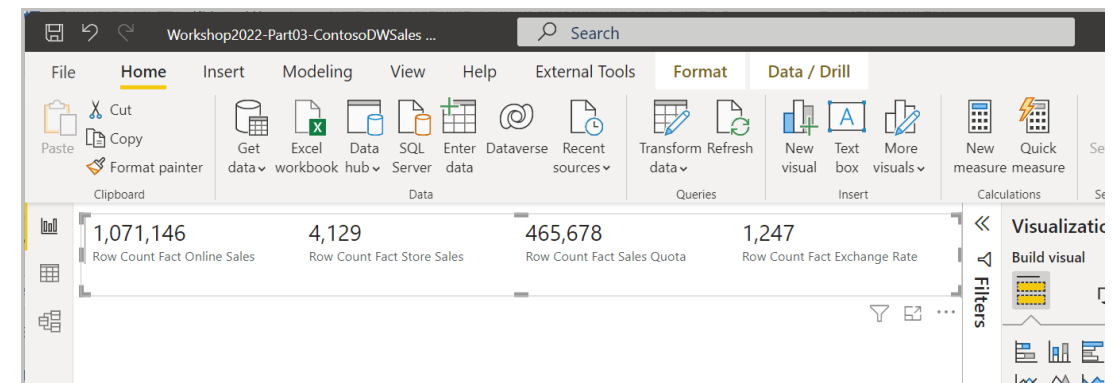 Workshop2022-Part03-ContosoDWSales ...
Search
File Home Insert Modeling View Help External Tools Format Data / Drill
Paste
Cut
Copy
Format painter
Clipboard
Get data
Excel workbook
Data hub
SQL Server
Enter data
Dataverse
Recent sources
Data
Transform data
Refresh
Queries
New visual
Text box
More visuals
Insert
New measure
Quick measure
Calculations
1,071,146 4,129 465,678 1,247
Row Count Fact Online Sales Row Count Fact Store Sales Row Count Fact Sales Quota Row Count Fact Exchange Rate
Filters
Build visual